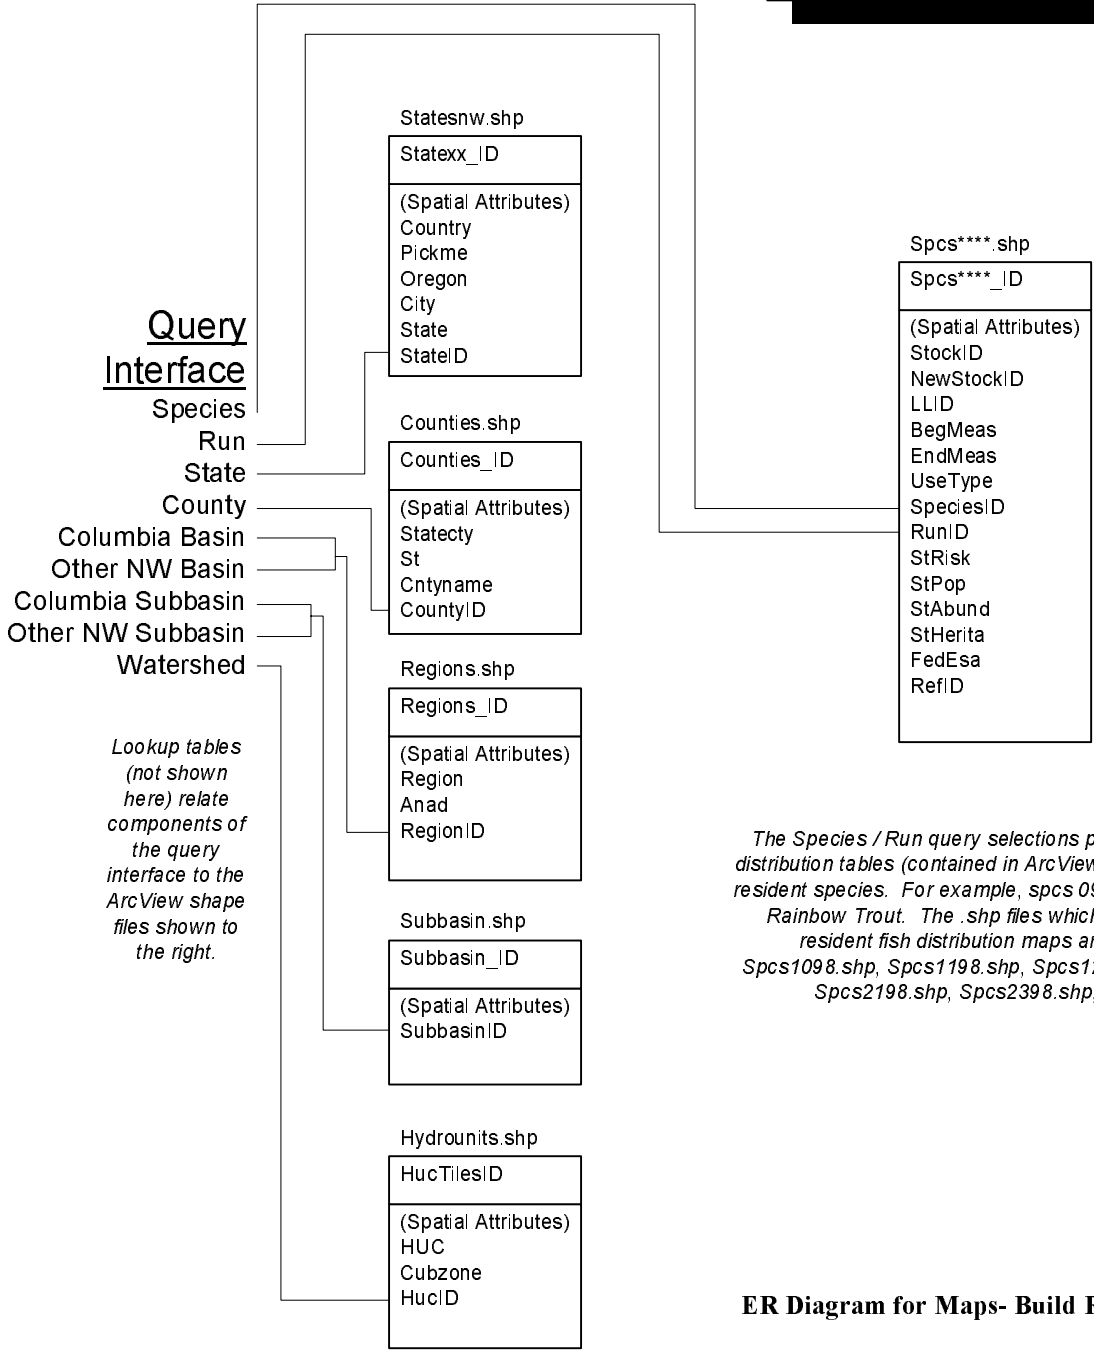 Query
Interface
Species
Run
State
County
Columbia Basin
Other NW Basin
Columbia Subbasin
Other NW Subbasin
Watershed
Lookup tables
(not shown
here) relate
components of
the query
interface to the
ArcView shape
files shown to
the right.
Statesnw.shp
Statexx_ID
(Spatial Attributes)
Country
Pickme
Oregon
City
State
StateID
Counties.shp
Counties_ID
(Spatial Attributes)
Statecty
St
Cntyname
CountyID
Regions.shp
Regions_ID
(Spatial Attributes)
Region
Anad
RegionID
Subbasin.shp
Subbasin_ID
(Spatial Attributes)
SubbasinID
Hydrounits.shp
HucTilesID
(Spatial Attributes)
HUC
Cubzone
HucID
Spcs****.shp
Spcs****_ID
(Spatial Attributes)
StockID
NewStockID
LLID
BegMeas
EndMeas
UseType
SpeciesID
RunID
StRisk
StPop
StAbund
StHerita
FedEsa
RefID
The Species / Run query selections
distribution tables (contained in ArcView
resident species. For example, spcs
Rainbow Trout. The .shp files which
resident fish distribution maps
Spcs1098.shp, Spcs1198.shp,
Spcs2198.shp, Spcs2398.shp,
ER Diagram for Maps- Build